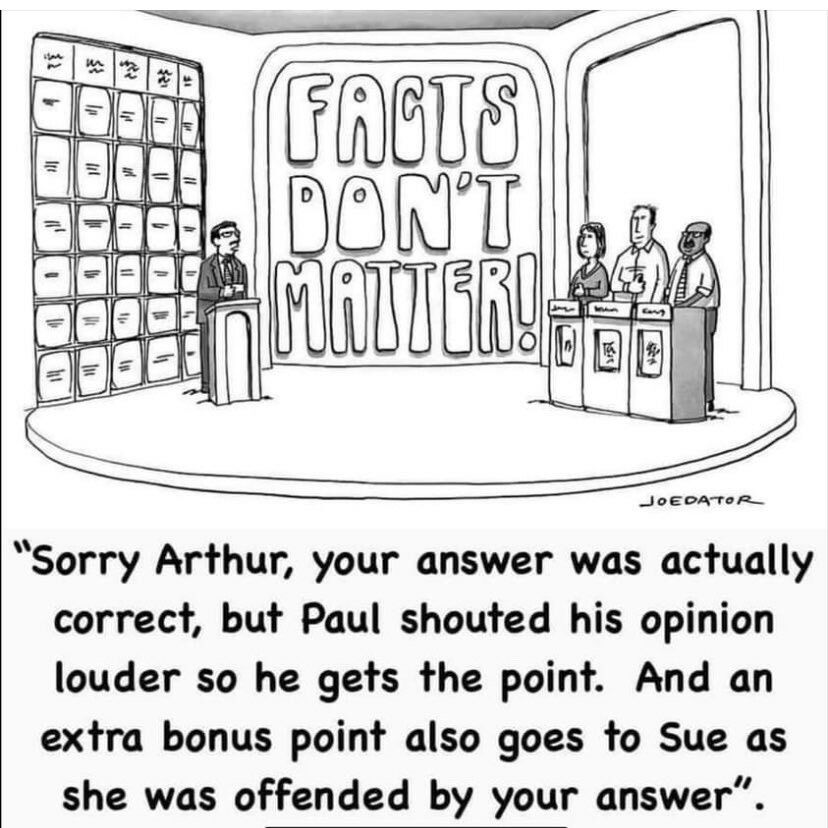 FACTS
DON'T
MATTER!
JOEDATOR
"Sorry Arthur, your answer was actually
correct, but Paul shouted his opinion
louder so he gets the point. And an
extra bonus point also goes to Sue as
she was offended by your answer".